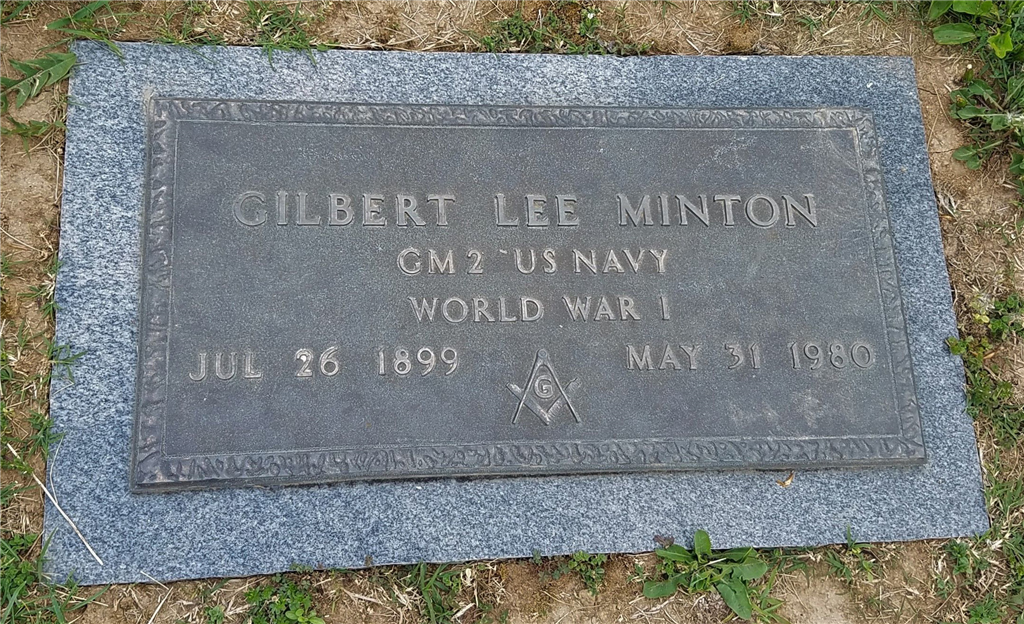 GILBERT LEE MINTON
GM2 US NAVY
WORLD WAR I
JUL 26 1899 MAY 31 1980
G